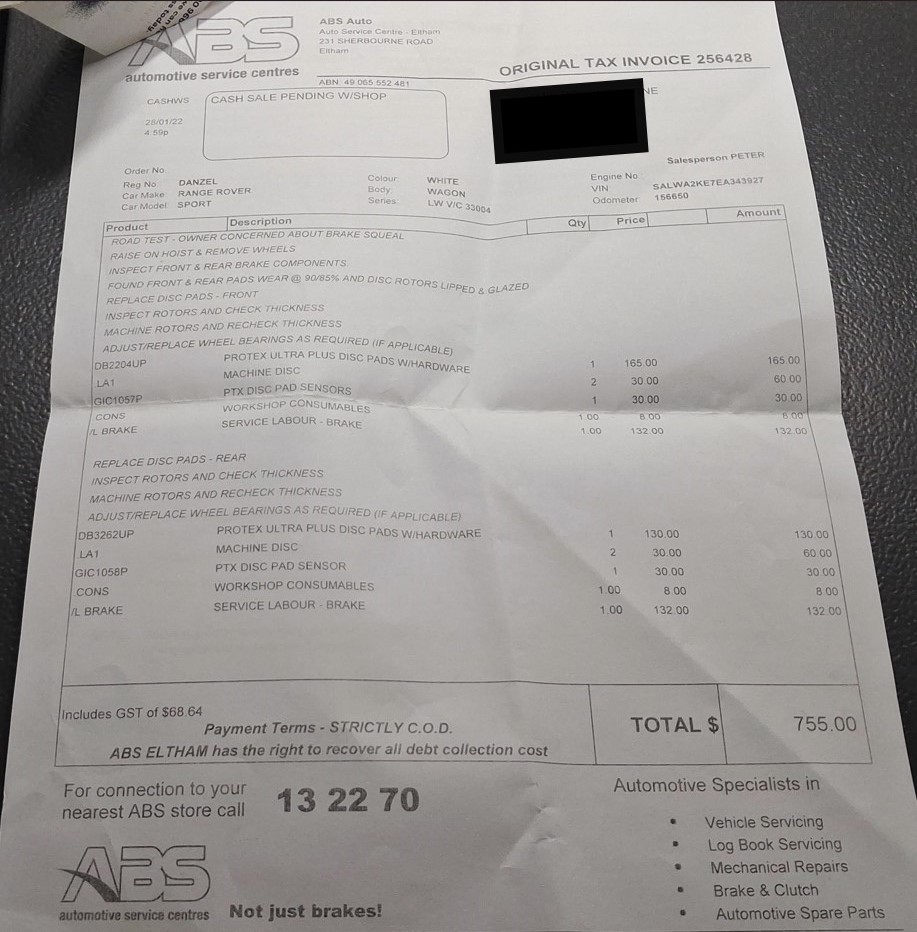 ABS
automotive service centres
ABS Auto
Auto Service Centre - Eltham
231 SHERBOURNE ROAD
Eltham
ABN: 49 065 552 481
ORIGINAL TAX INVOICE 256428
CASHWS
28/01/22
4:59p
CASH SALE PENDING W/SHOP
NE
Salesperson PETER
Order No.
Reg No: DANZEL Colour: WHITE Engine No:
Car Make: RANGE ROVER Body: WAGON VIN SALWA2KE7EA343927
Car Model: SPORT Series: LW V/C 33004 Odometer: 156650
Product Description Qty Price Amount
ROAD TEST - OWNER CONCERNED ABOUT BRAKE SQUEAL
RAISE ON HOIST & REMOVE WHEELS
INSPECT FRONT & REAR BRAKE COMPONENTS
FOUND FRONT & REAR PADS WEAR @ 90/85% AND DISC ROTORS LIPPED & GLAZED
REPLACE DISC PADS - FRONT
INSPECT ROTORS AND CHECK THICKNESS
MACHINE ROTORS AND RECHECK THICKNESS
ADJUST/REPLACE WHEEL BEARINGS AS REQUIRED (IF APPLICABLE)
DB2204UP PROTEX ULTRA PLUS DISC PADS W/HARDWARE 1 165.00 165.00
LA1 MACHINE DISC 2 30.00 60.00
GIC1057P PTX DISC PAD SENSORS 1 30.00 30.00
CONS WORKSHOP CONSUMABLES 1.00 8.00 8.00
/L BRAKE SERVICE LABOUR - BRAKE 1.00 132.00 132.00
REPLACE DISC PADS - REAR
INSPECT ROTORS AND CHECK THICKNESS
MACHINE ROTORS AND RECHECK THICKNESS
ADJUST/REPLACE WHEEL BEARINGS AS REQUIRED (IF APPLICABLE)
DB3262UP PROTEX ULTRA PLUS DISC PADS W/HARDWARE 1 130.00 130.00
LA1 MACHINE DISC 2 30.00 60.00
GIC1058P PTX DISC PAD SENSOR 1 30.00 30.00
CONS WORKSHOP CONSUMABLES 1.00 8.00 8.00
/L BRAKE SERVICE LABOUR - BRAKE 1.00 132.00 132.00
Includes GST of $68.64
Payment Terms - STRICTLY C.O.D.
ABS ELTHAM has the right to recover all debt collection cost
TOTAL $ 755.00
For connection to your
nearest ABS store call
13 22 70
ABS
automotive service centres
Not just brakes!
Automotive Specialists in
• Vehicle Servicing
• Log Book Servicing
• Mechanical Repairs
• Brake & Clutch
• Automotive Spare Parts